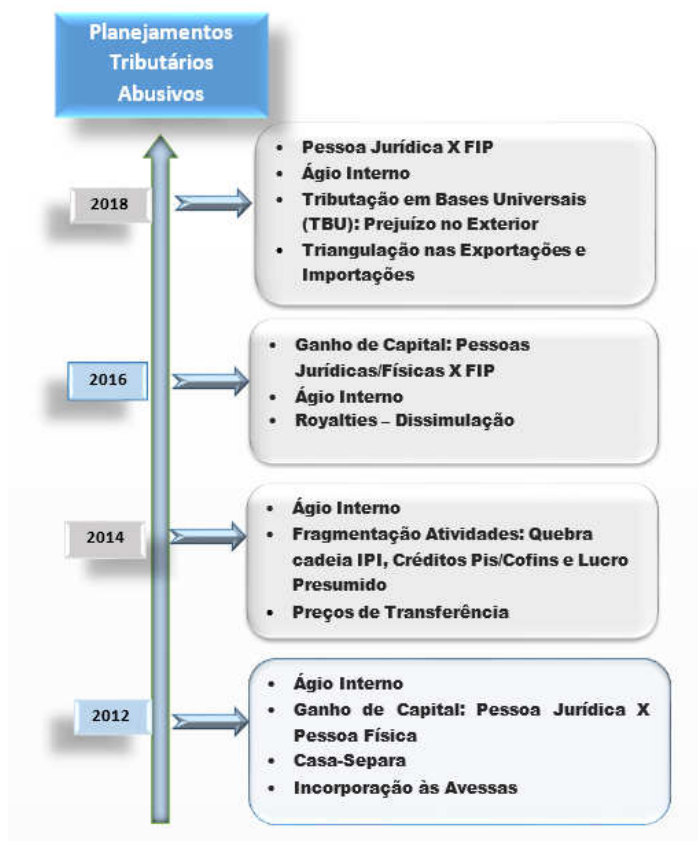 Planejamentos
Tributários
Abusivos
2018
• Pessoa Jurídica X FIP
• Ágio Interno
• Tributação em Bases Universais
(TBU): Prejuízo no Exterior
• Triangulação nas Exportações e
Importações
2016
• Ganho de Capital: Pessoas
Jurídicas/Físicas X FIP
• Ágio Interno
• Royalties – Dissimulação
2014
• Ágio Interno
• Fragmentação Atividades: Quebra
cadeia IPI, Créditos Pis/Cofins e Lucro
Presumido
• Preços de Transferência
2012
• Ágio Interno
• Ganho de Capital: Pessoa Jurídica X
Pessoa Física
• Casa-Separa
• Incorporação às Avessas